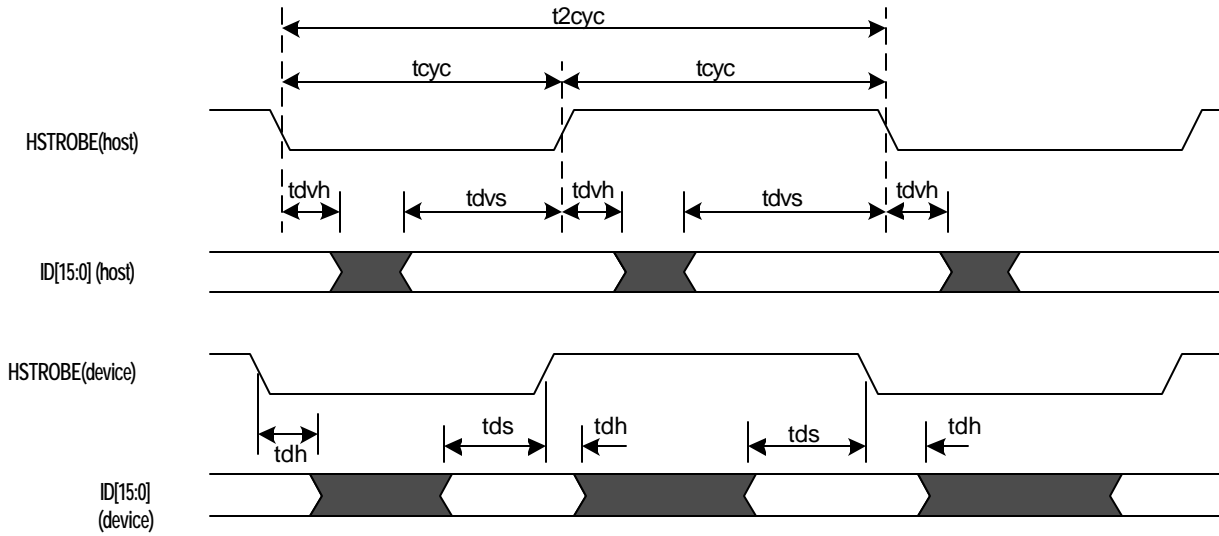 t2cyc
tcyc tcyc
HSTROBE(host)
tdvh tdvs tdvh tdvs tdvh
ID[15:0] (host)
HSTROBE(device)
tdh tds tdh tds tdh
ID[15:0]
(device)